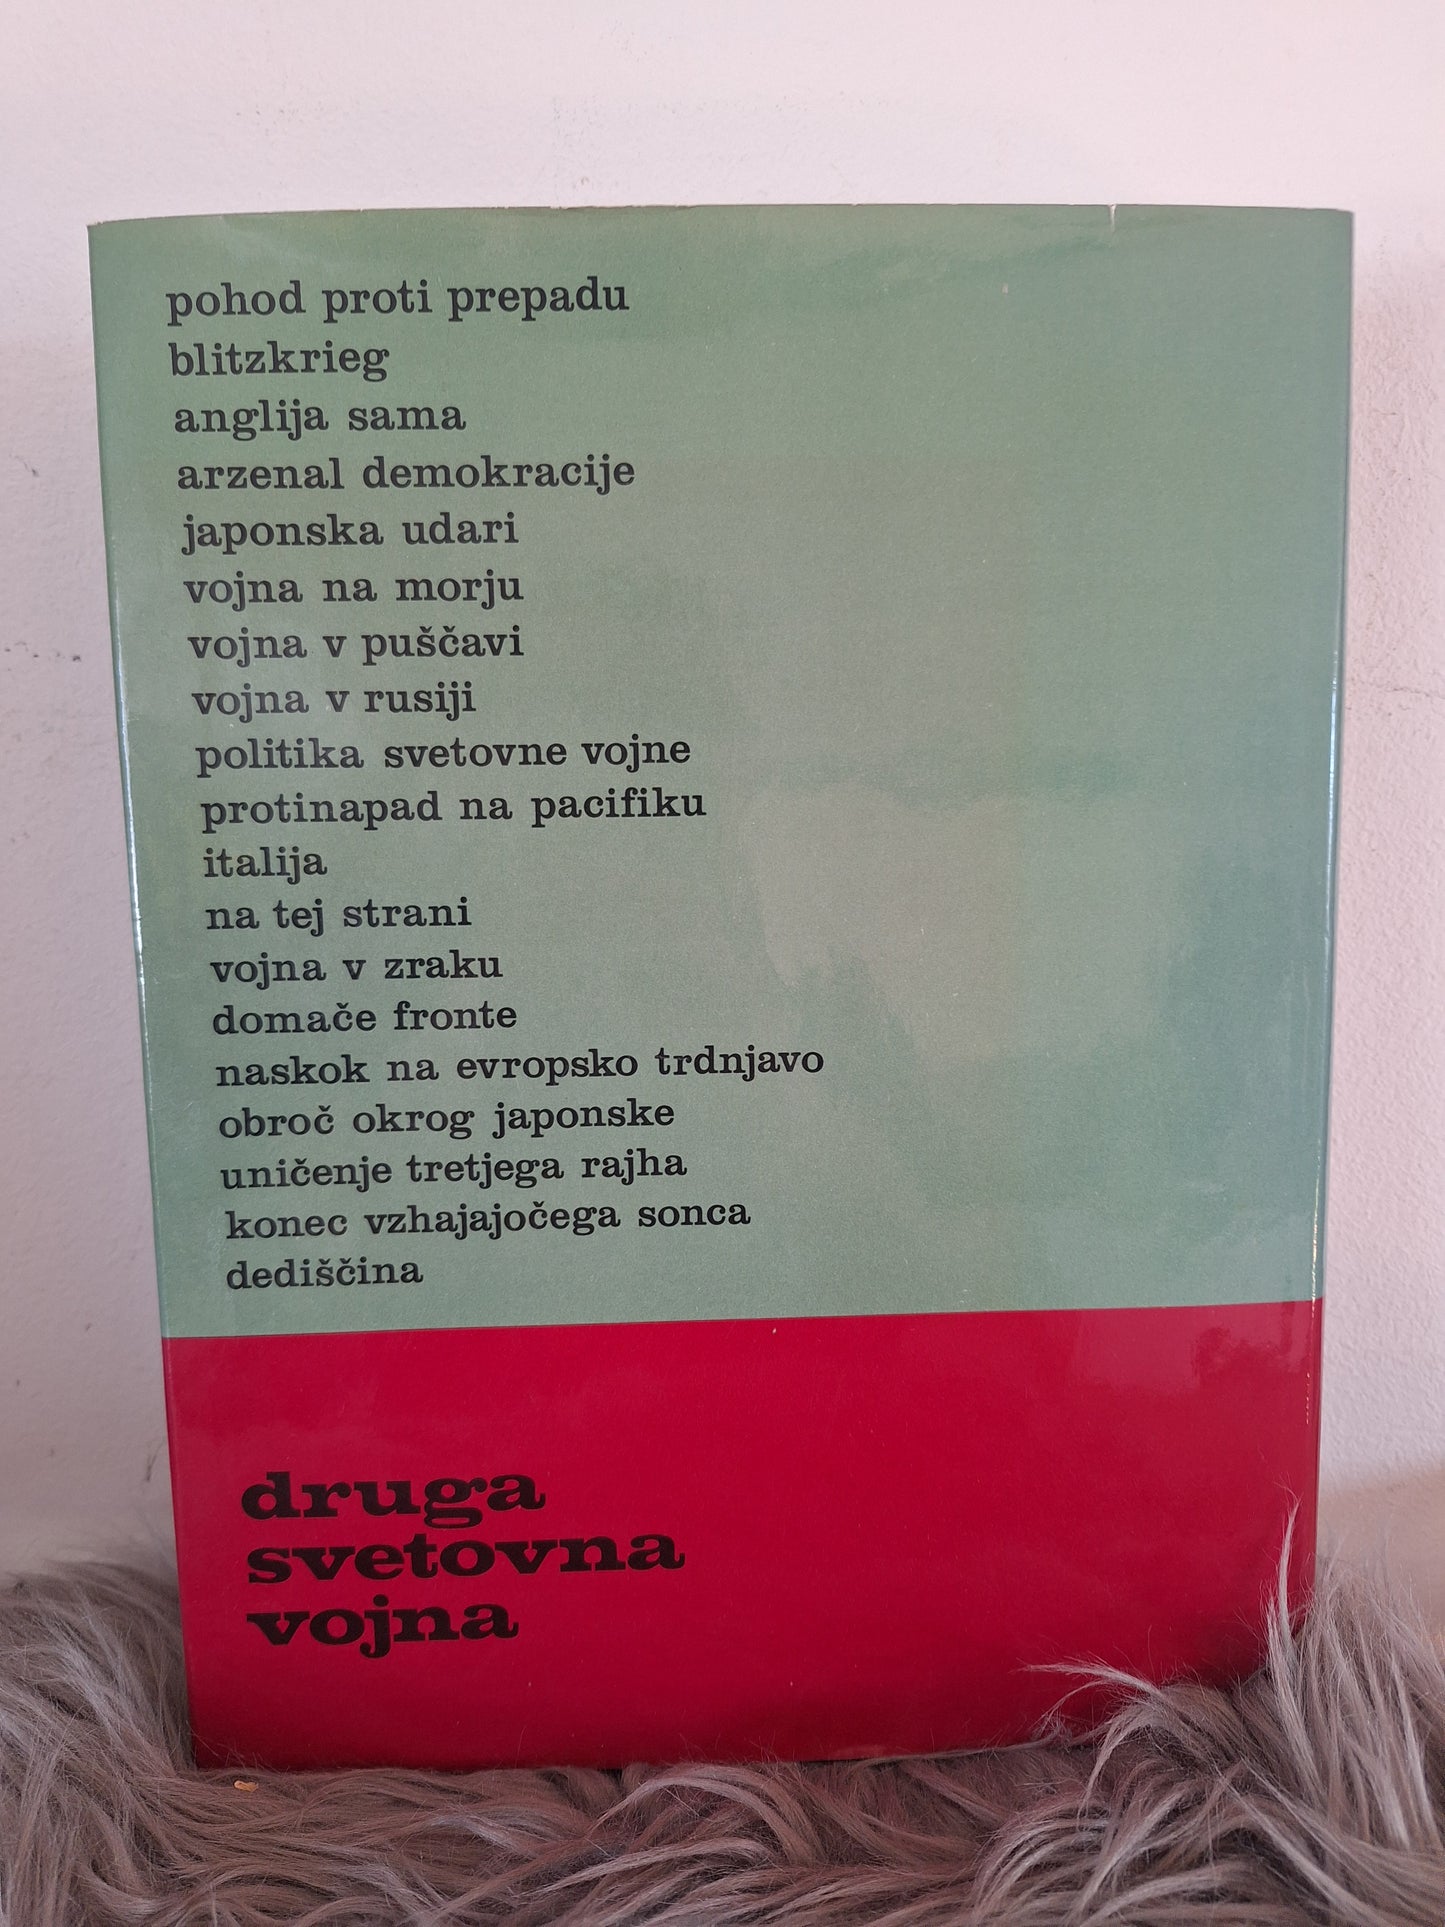 pohod proti prepadu
blitzkrieg
anglija sama
arzenal demokracije
japonska udari
vojna na morju
vojna v puščavi
vojna v rusiji
politika svetovne vojne
protinapad na pacifiku
italija
na tej strani
vojna v zraku
domače fronte
naskok na evropsko trdnjavo
obroč okrog japonske
uničenje tretjega rajha
konec vzhajajočega sonca
dediščina
druga
svetovna
vojna